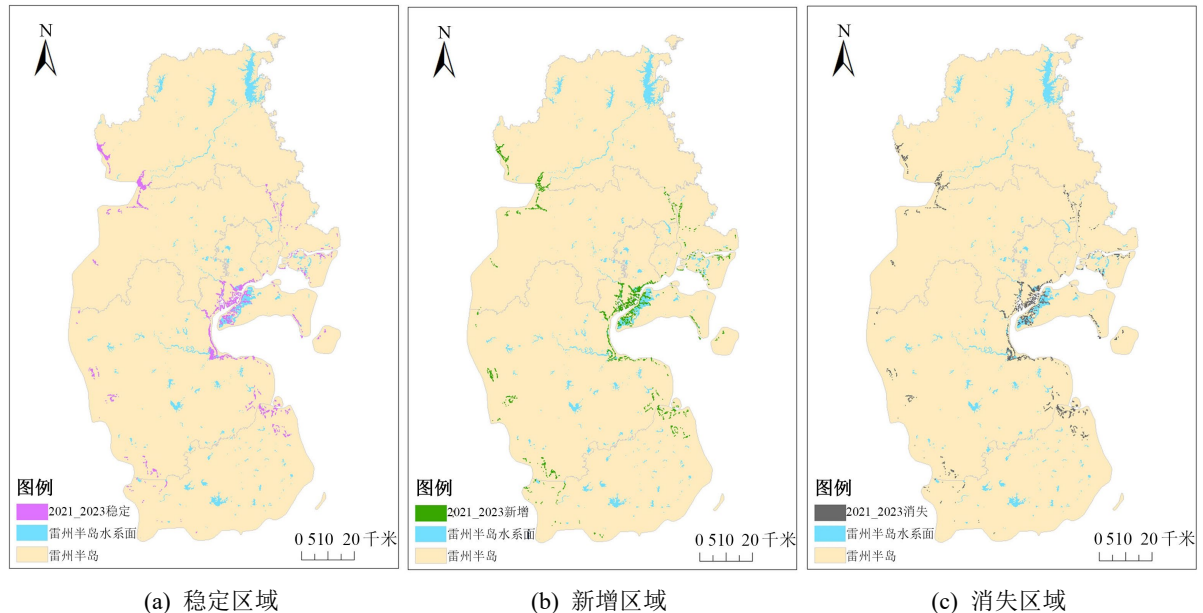 N
图例
2021_2023稳定
雷州半岛水系面
雷州半岛
0 510 20 千米
(a) 稳定区域
N
图例
2021_2023新增
雷州半岛水系面
雷州半岛
0 510 20 千米
(b) 新增区域
N
图例
2021_2023消失
雷州半岛水系面
雷州半岛
0 510 20 千米
(c) 消失区域